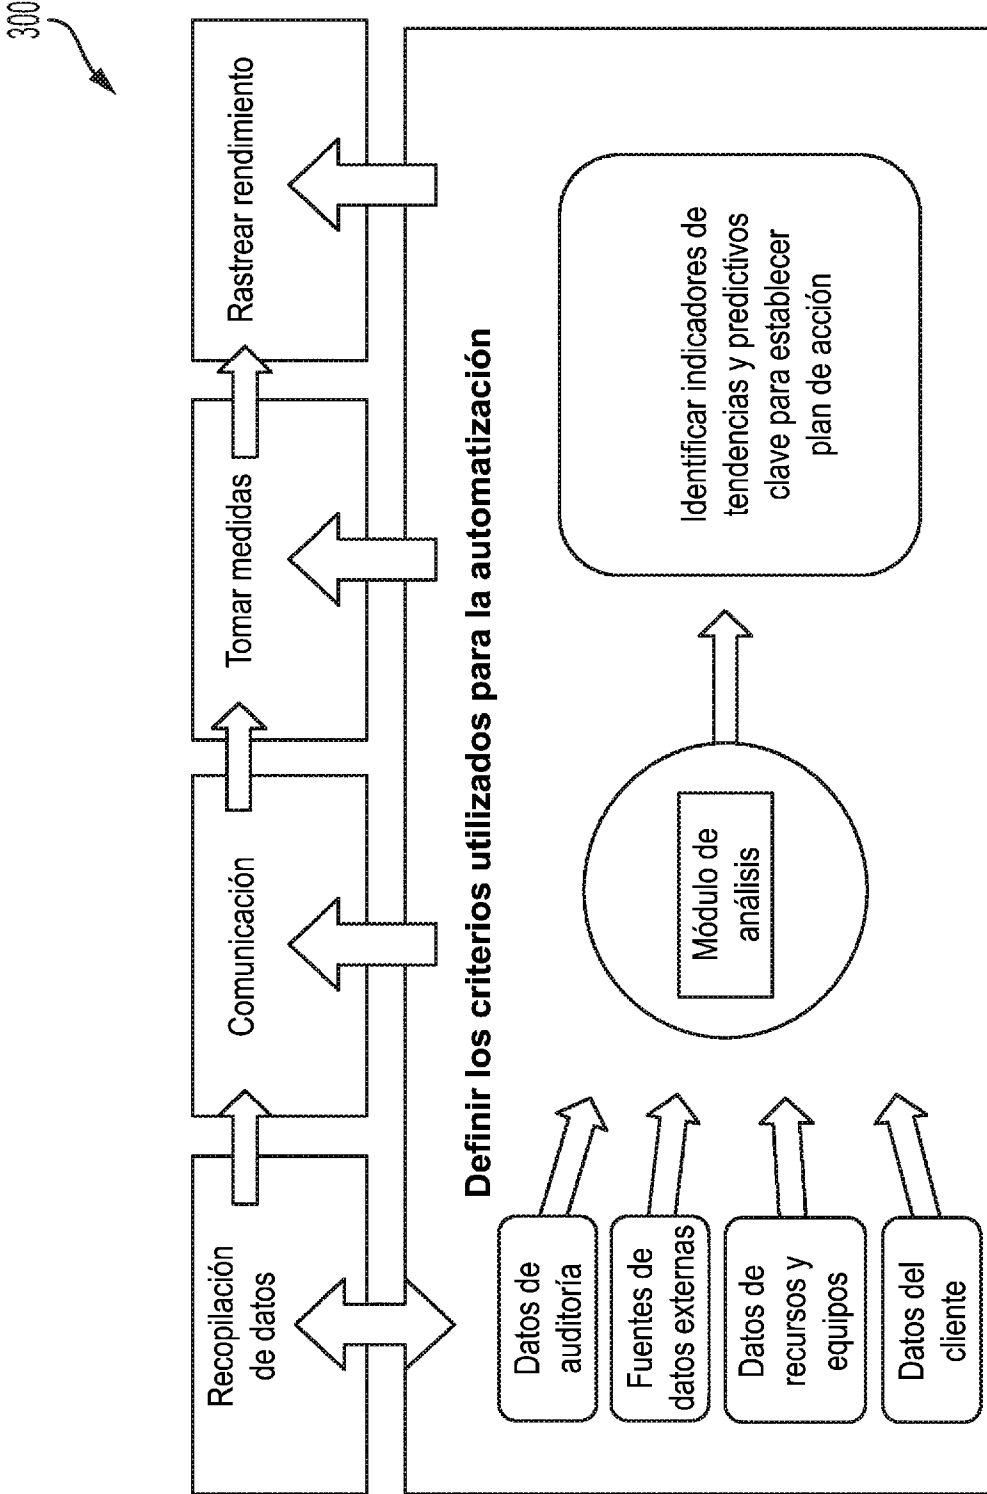 300
Recopilación
de datos
Comunicación
Tomar medidas
Rastrear rendimiento
Definir los criterios utilizados para la automatización
Datos de
auditoría
Fuentes de
datos externas
Datos de
recursos y
equipos
Datos del
cliente
Módulo de
análisis
Identificar indicadores de
tendencias y predictivos
clave para establecer
plan de acción